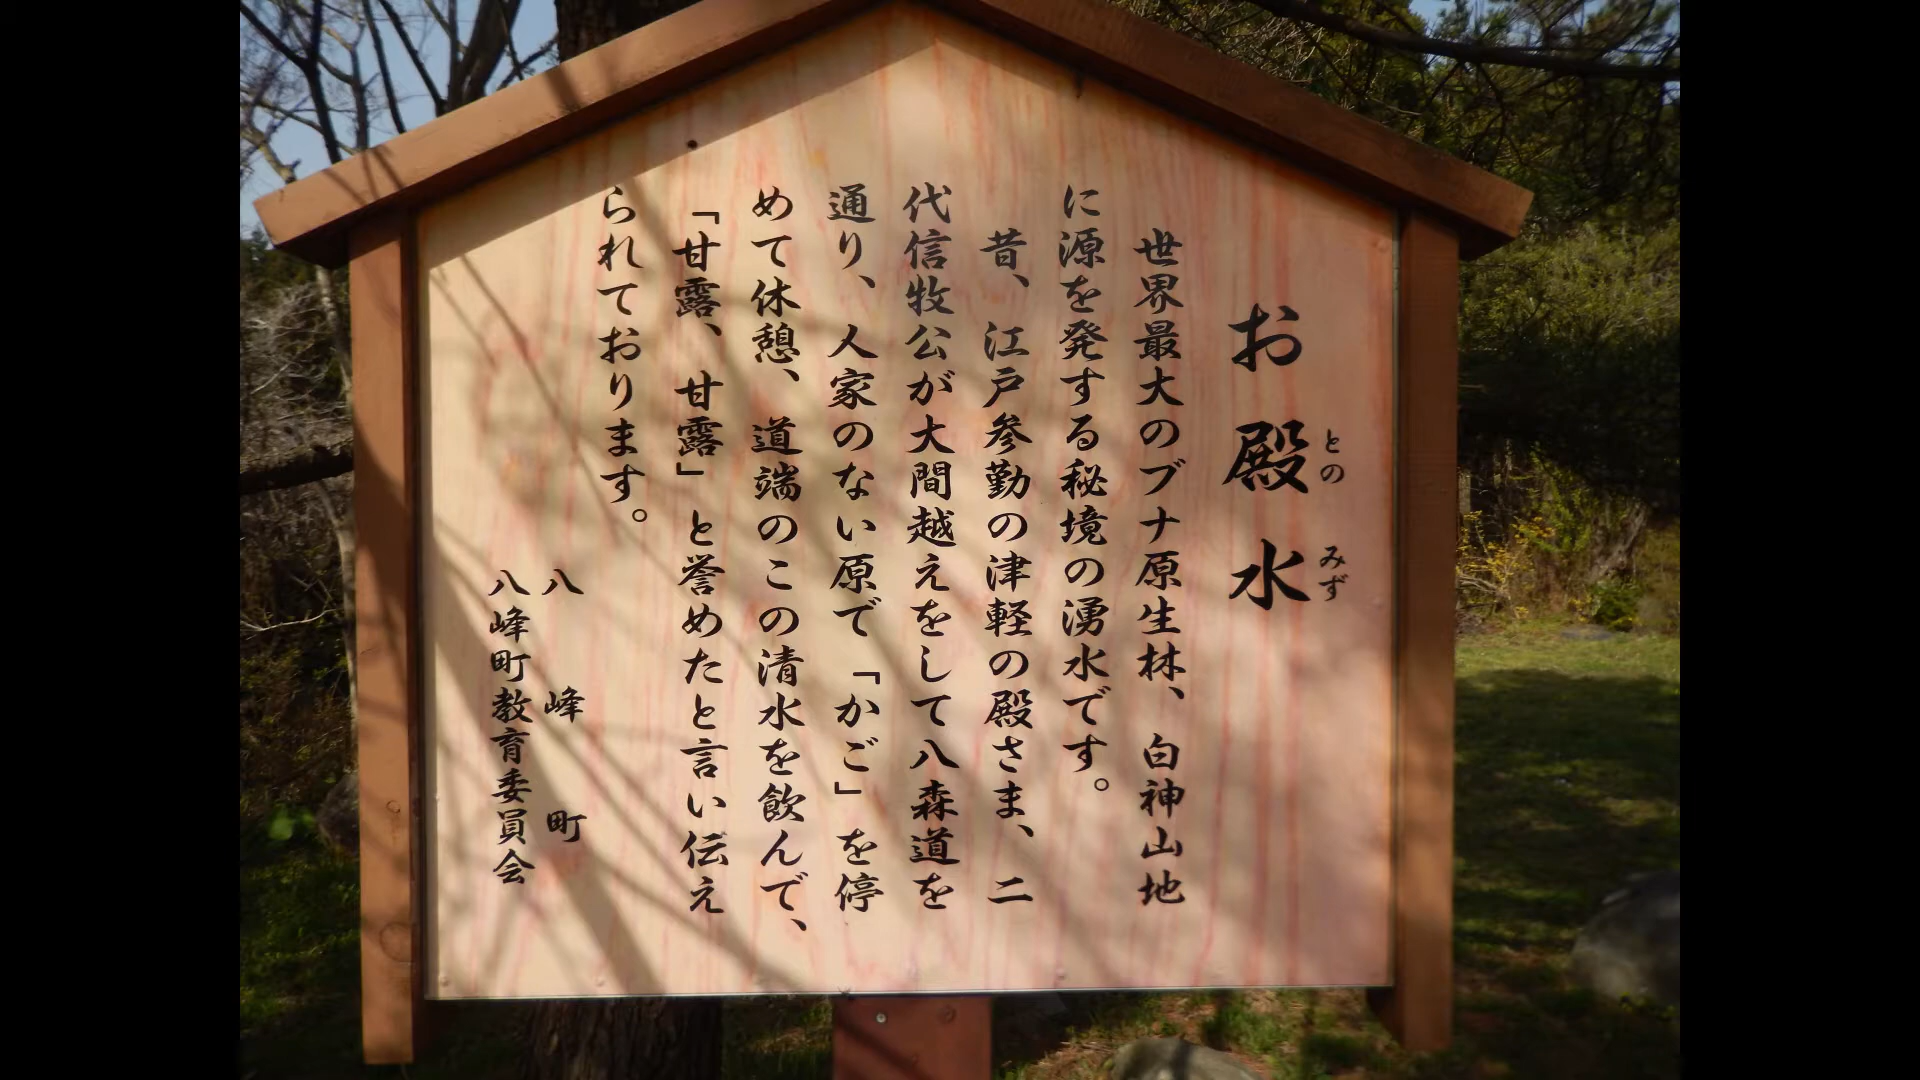 お殿水
とのみず
世界最大のブナ原生林、白神山地
に源を発する秘境の湧水です。
昔、江戸参勤の津軽の殿さま、二
代信牧公が大間越えをして八森道を
通り、人家のない原で「かご」を停
めて休憩、道端のこの清水を飲んで、
「甘露、甘露」と誉めたと言い伝え
られております。
八峰町
八峰町教育委員会